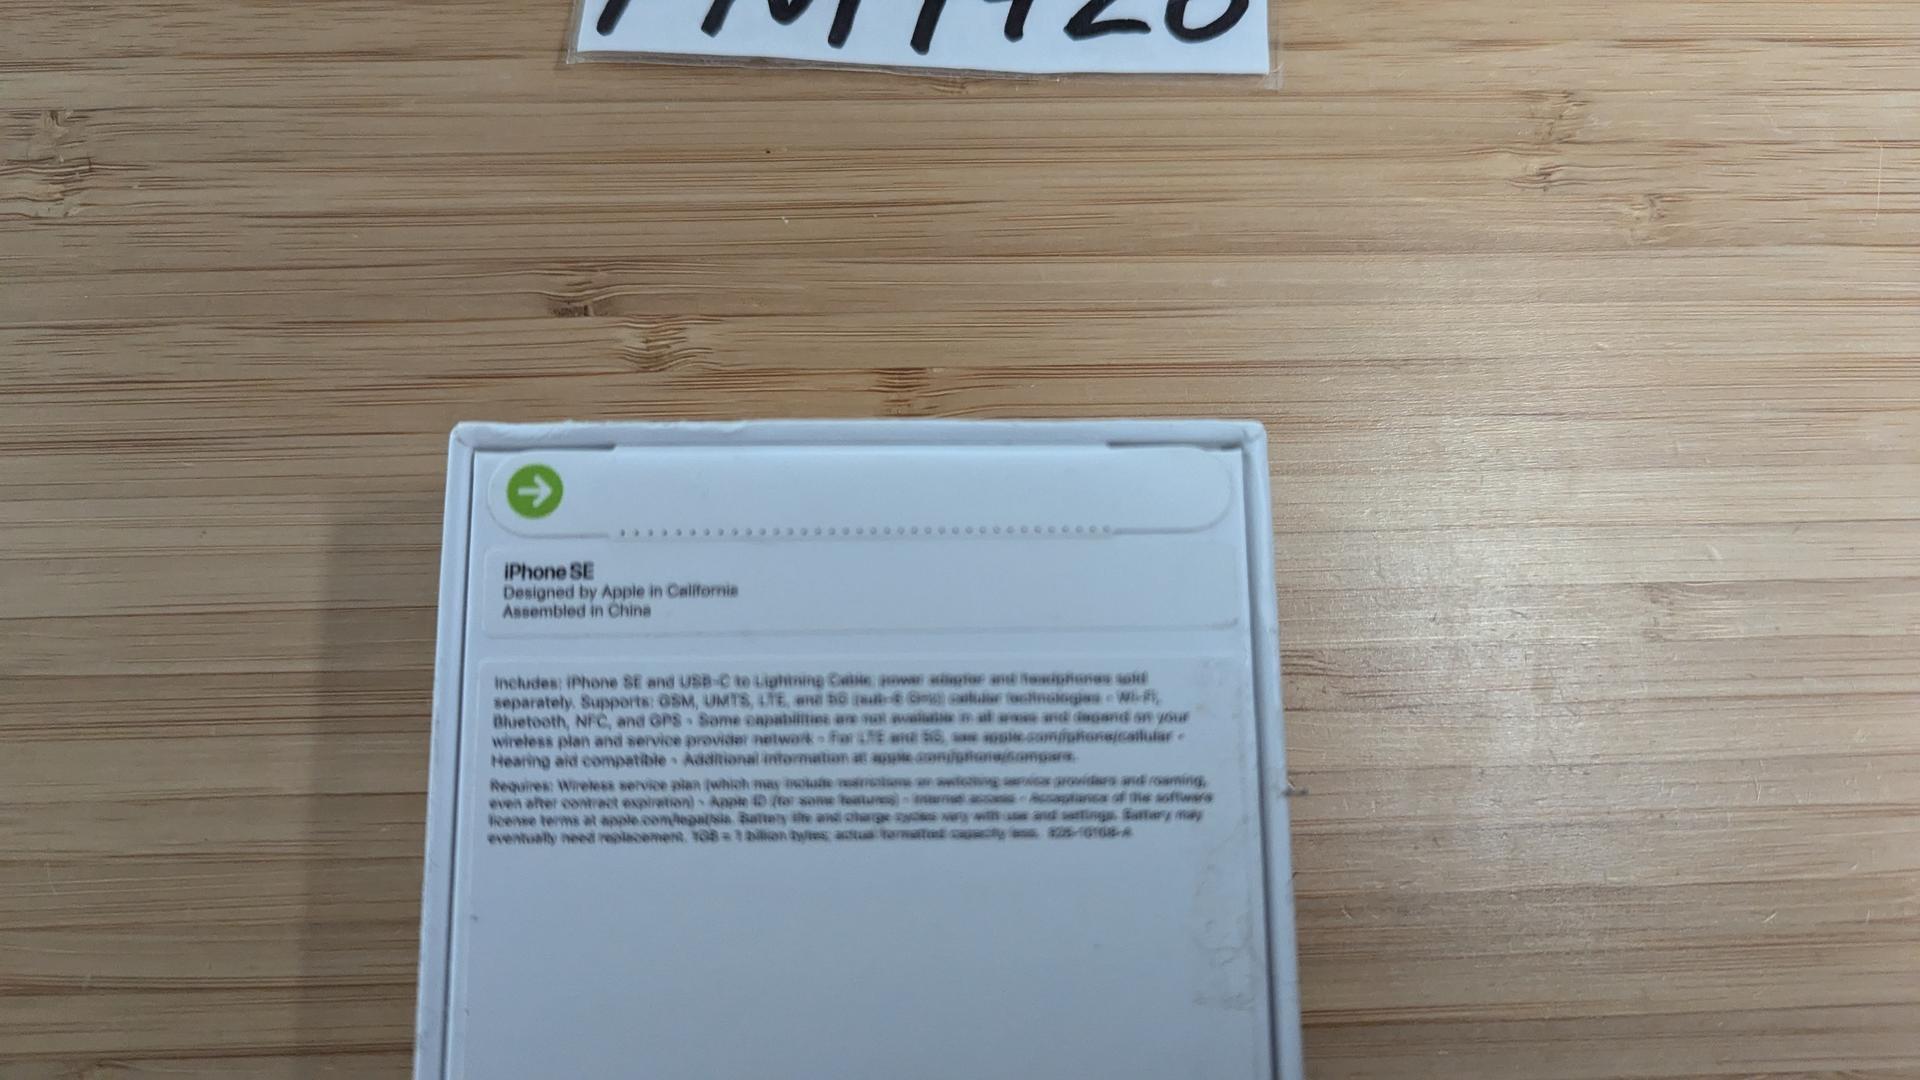 iPhone SE
Designed by Apple in California
Assembled in China
Includes: iPhone SE and USB-C to Lightning Cable; power adapter and headphones sold
separately. Supports: GSM, UMTS, LTE, and 5G (sub-6 GHz) cellular technologies • Wi-Fi,
Bluetooth, NFC, and GPS • Some capabilities are not available in all areas and depend on your
wireless plan and service provider network • For LTE and 5G, see apple.com/iphone/cellular •
Hearing aid compatible • Additional information at apple.com/iphone/compare.
Requires: Wireless service plan (which may include restrictions on switching service providers and roaming,
even after contract expiration) • Apple ID (for some features) • Internet access • Acceptance of the software
license terms at apple.com/legal/sla. Battery life and charge cycles vary with use and settings. Battery may
eventually need replacement. 1GB = 1 billion bytes; actual formatted capacity less.